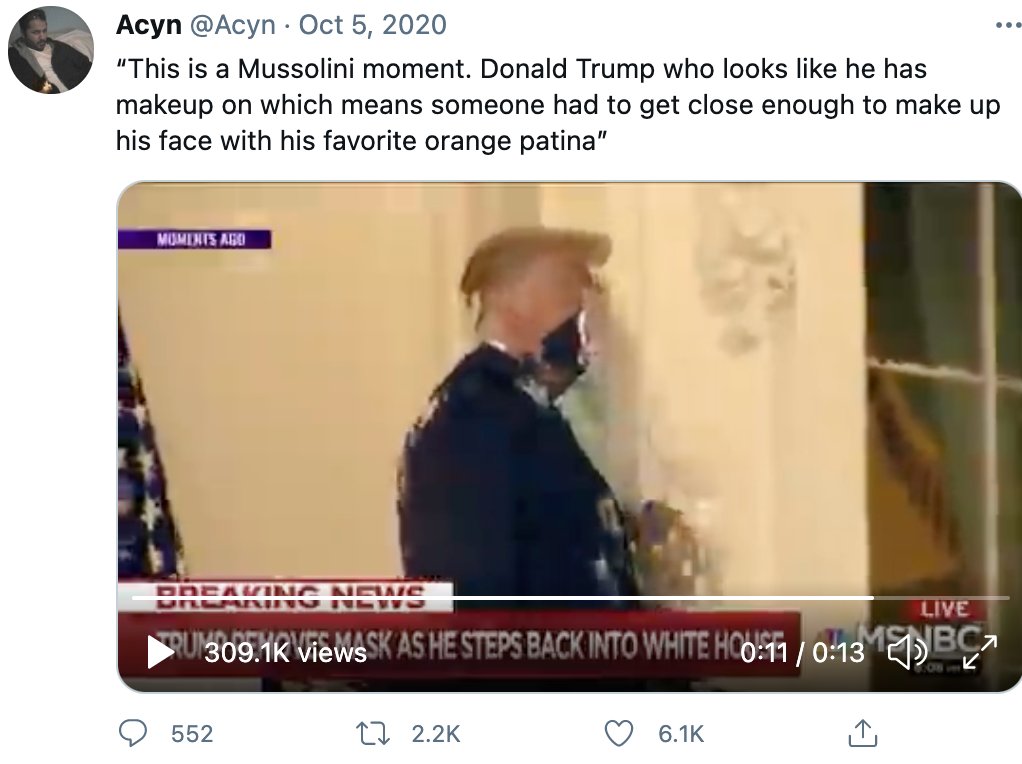 Acyn @Acyn · Oct 5, 2020
“This is a Mussolini moment. Donald Trump who looks like he has
makeup on which means someone had to get close enough to make up
his face with his favorite orange patina”
MOMENTS AGO
BREAKING NEWS
LIVE
TRUMP REMOVES MASK AS HE STEPS BACK INTO WHITE HOUSE
MSNBC
309.1K views
0:11 / 0:13
552
2.2K
6.1K